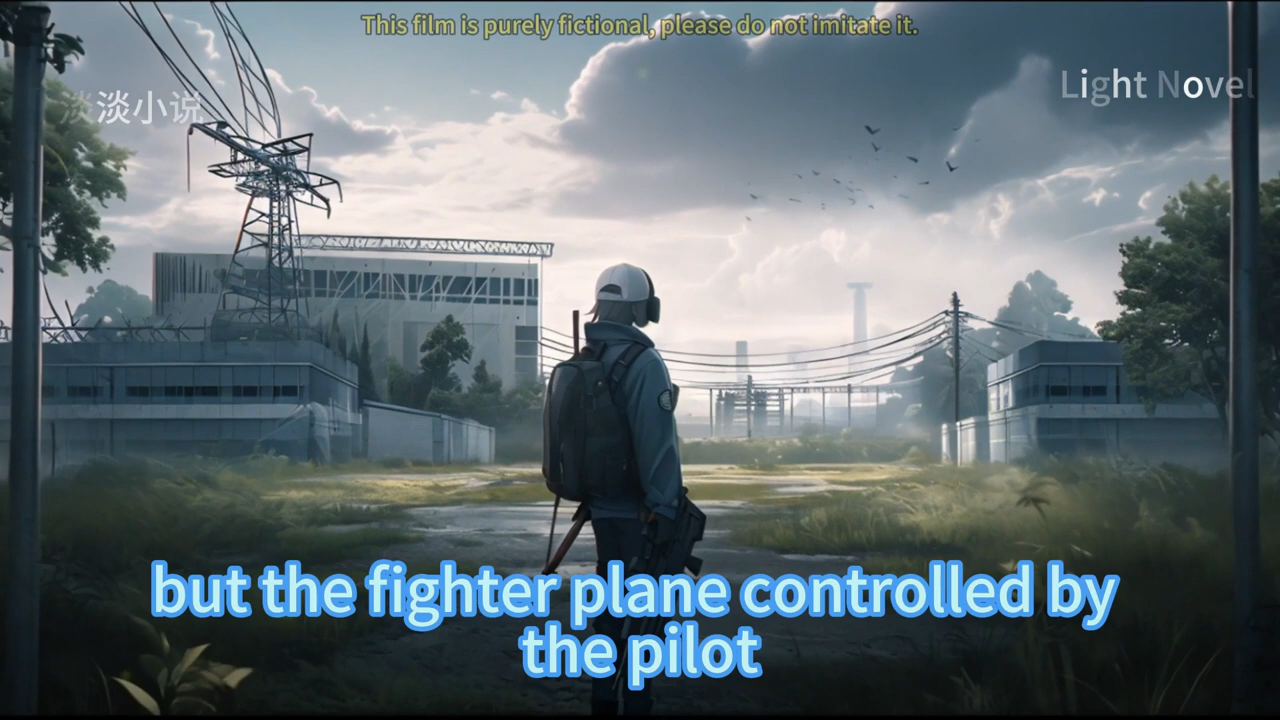 This film is purely fictional, please do not imitate it.
Light Novel
淡淡小说
but the fighter plane controlled by
the pilot